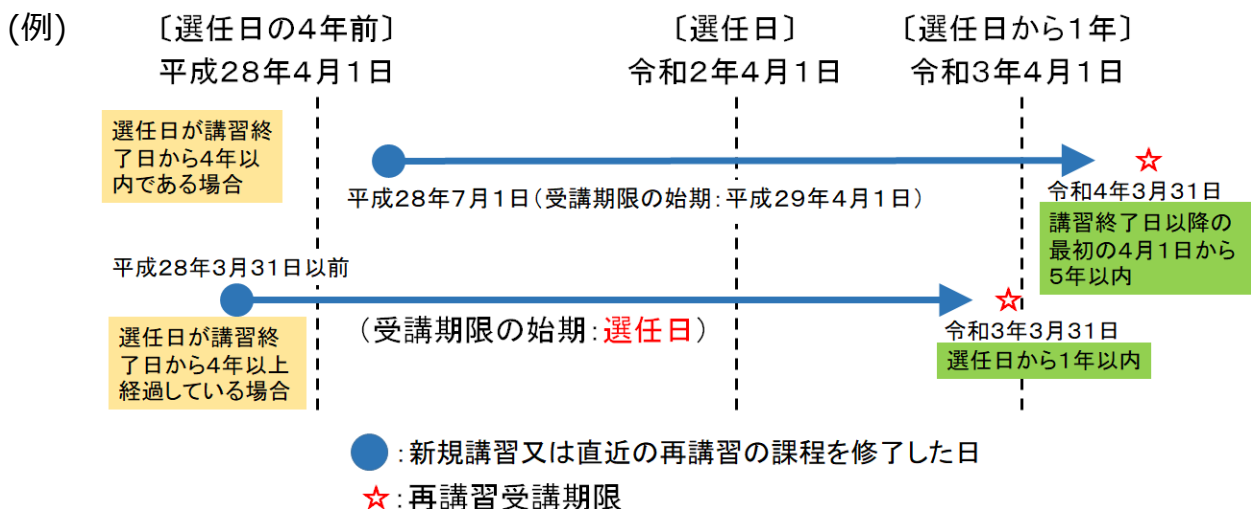 (例)
〔選任日の4年前〕
平成28年4月1日
〔選任日〕
令和2年4月1日
〔選任日から1年〕
令和3年4月1日
選任日が講習終
了日から4年以
内である場合
平成28年7月1日(受講期限の始期:平成29年4月1日)
令和4年3月31日
講習終了日以降の
最初の4月1日から
5年以内
平成28年3月31日以前
(受講期限の始期:選任日)
令和3年3月31日
選任日から1年以内
選任日が講習終
了日から4年以上
経過している場合
:新規講習又は直近の再講習の課程を修了した日
☆:再講習受講期限